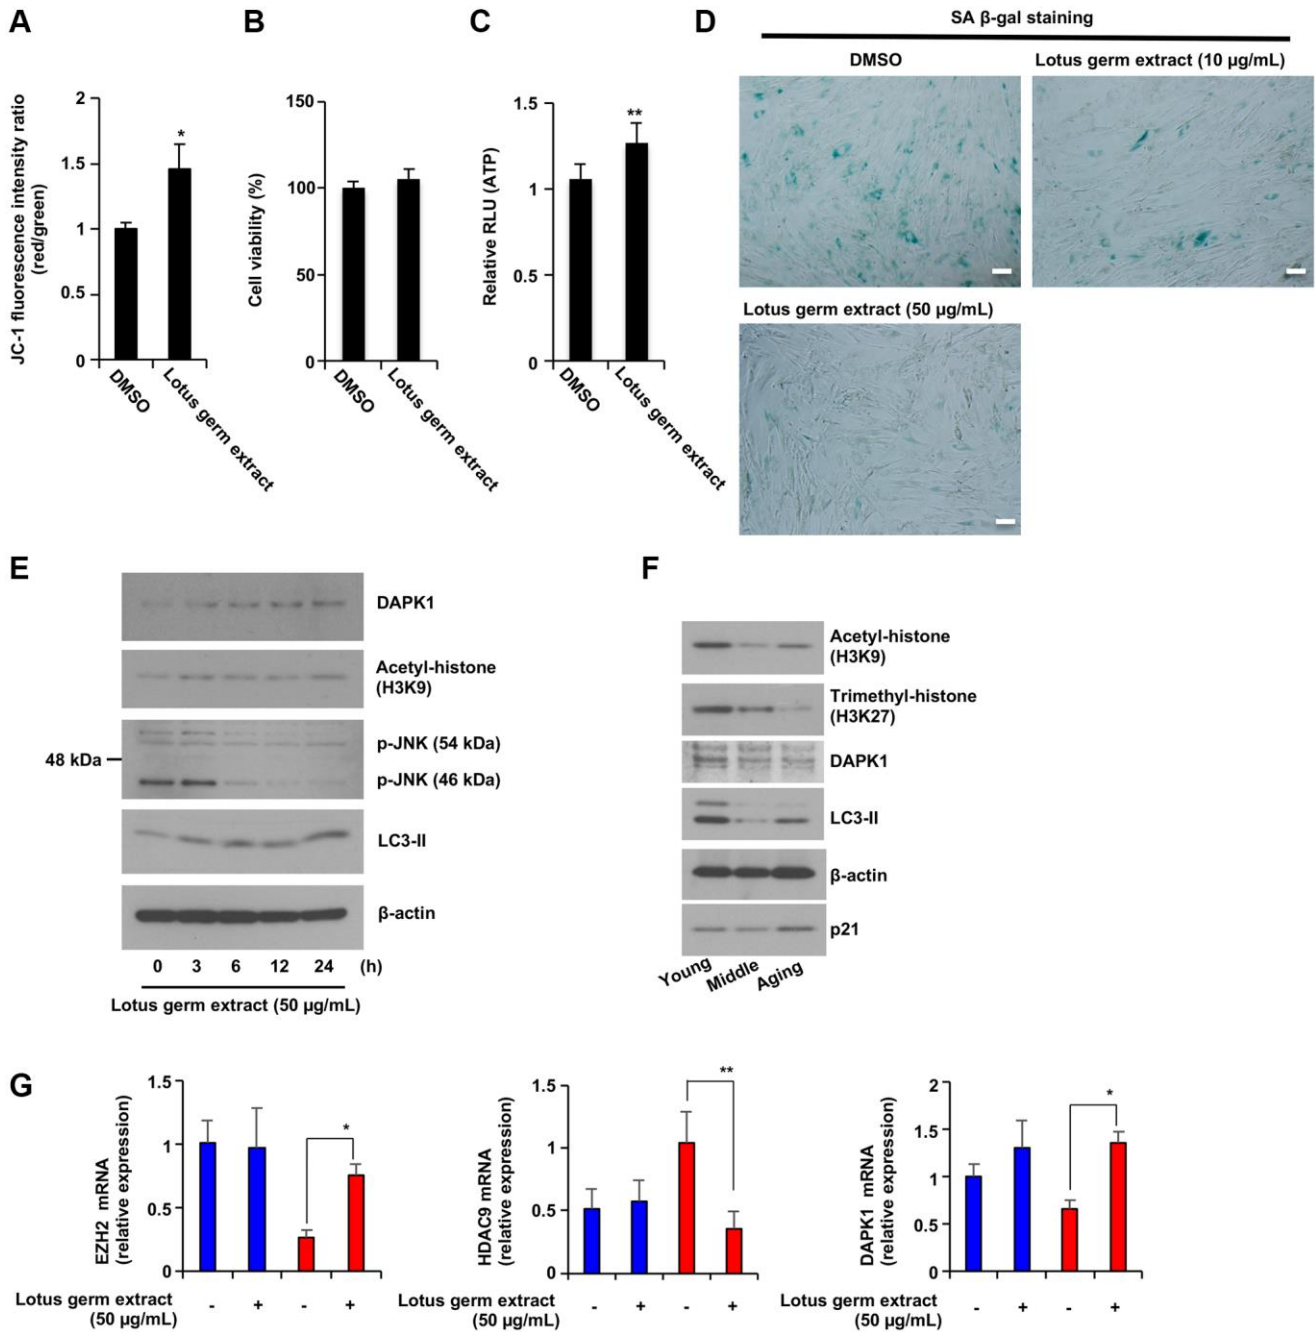 A
JC-1 fluorescence intensity ratio
(red/green)
2
1.5
1
0.5
0
*
DMSO
Lotus germ extract
B
Cell viability (%)
150
100
50
0
DMSO
Lotus germ extract
C
Relative RLU (ATP)
1.5
1
0.5
0
**
DMSO
Lotus germ extract
D
SA β-gal staining
DMSO
Lotus germ extract (10 µg/mL)
Lotus germ extract (50 µg/mL)
E
DAPK1
Acetyl-histone
(H3K9)
48 kDa
p-JNK (54 kDa)
p-JNK (46 kDa)
LC3-II
β-actin
0 3 6 12 24 (h)
Lotus germ extract (50 µg/mL)
F
Acetyl-histone
(H3K9)
Trimethyl-histone
(H3K27)
DAPK1
LC3-II
β-actin
p21
Young Middle Aging
G
EZH2 mRNA
(relative expression)
1.5
1
0.5
0
*
Lotus germ extract
(50 µg/mL)
- + - +
HDAC9 mRNA
(relative expression)
1.5
1
0.5
0
**
Lotus germ extract
(50 µg/mL)
- + - +
DAPK1 mRNA
(relative expression)
2
1.5
1
0.5
0
*
Lotus germ extract
(50 µg/mL)
- + - +